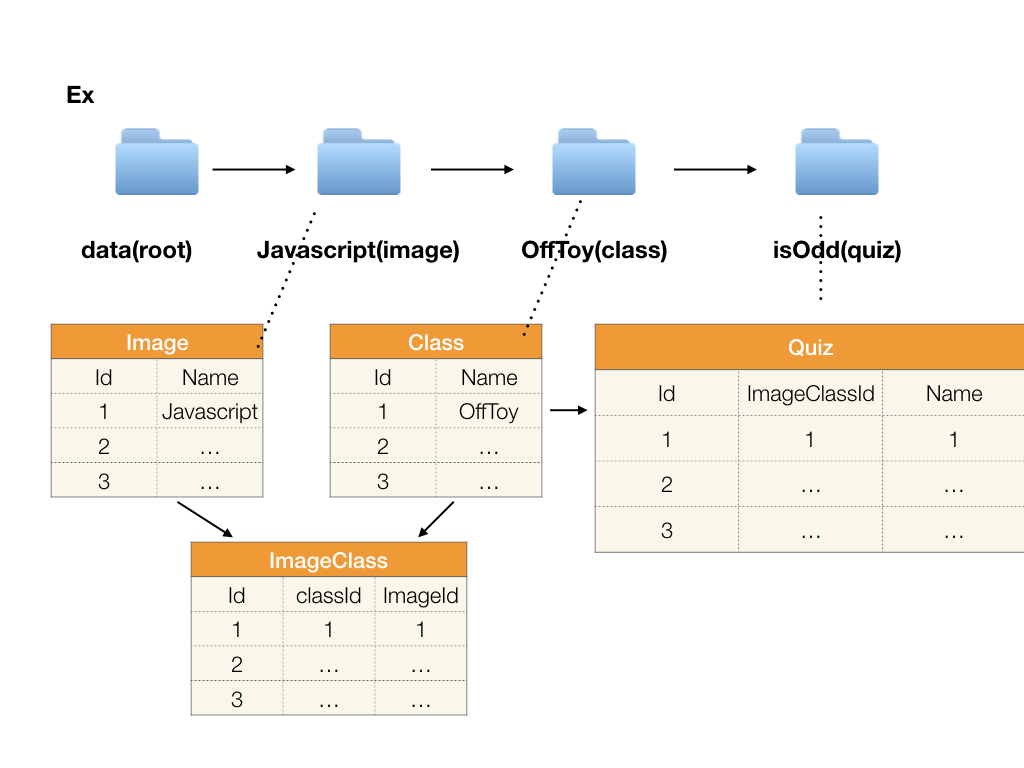 Ex
data(root) Javascript(image) OffToy(class) isOdd(quiz)
Image
Id Name
1 Javascript
2 ...
3 ...
Class
Id Name
1 OffToy
2 ...
3 ...
Quiz
Id ImageClassId Name
1 1 1
2 ... ...
3 ... ...
ImageClass
Id classId ImageId
1 1 1
2 ... ...
3 ... ...